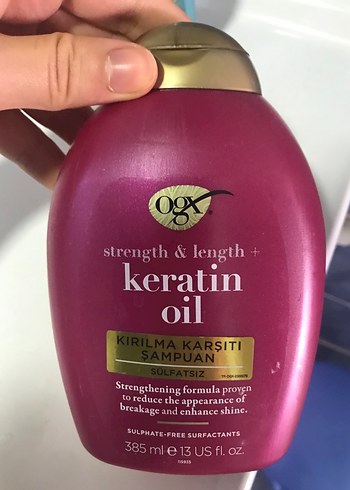 ogx
strength & length +
keratin
oil
KIRILMA KARŞITI
ŞAMPUAN
SÜLFATSIZ
Strengthening formula proven
to reduce the appearance of
breakage and enhance shine.
SULPHATE-FREE SURFACTANTS
385 ml e 13 US fl. oz.